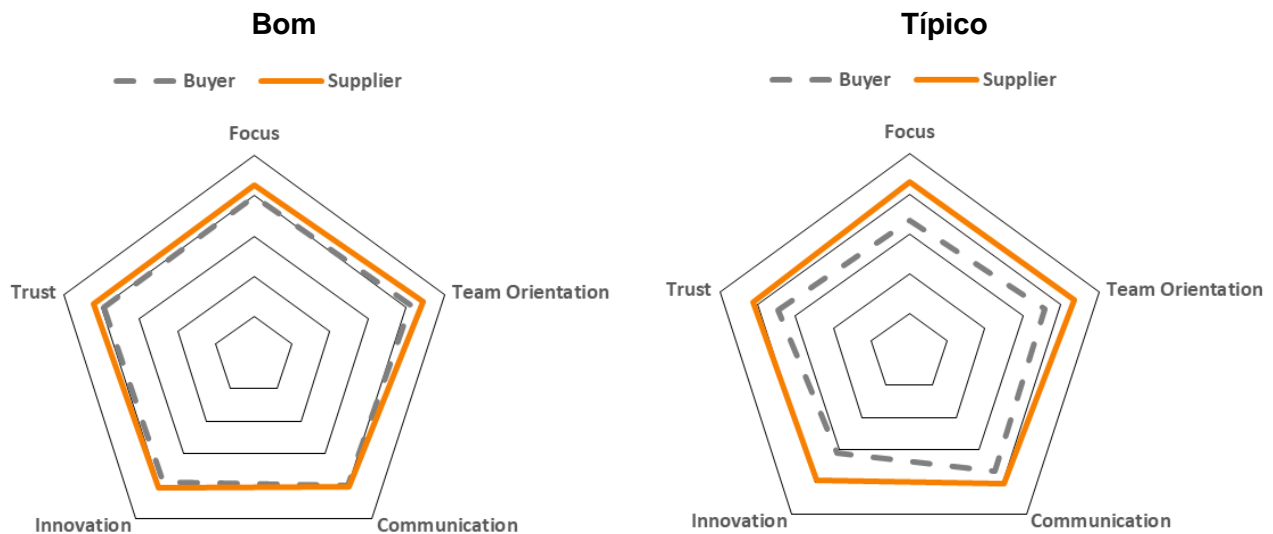 Bom
Buyer Supplier
Focus
Trust
Team Orientation
Innovation
Communication
Típico
Buyer Supplier
Focus
Trust
Team Orientation
Innovation
Communication